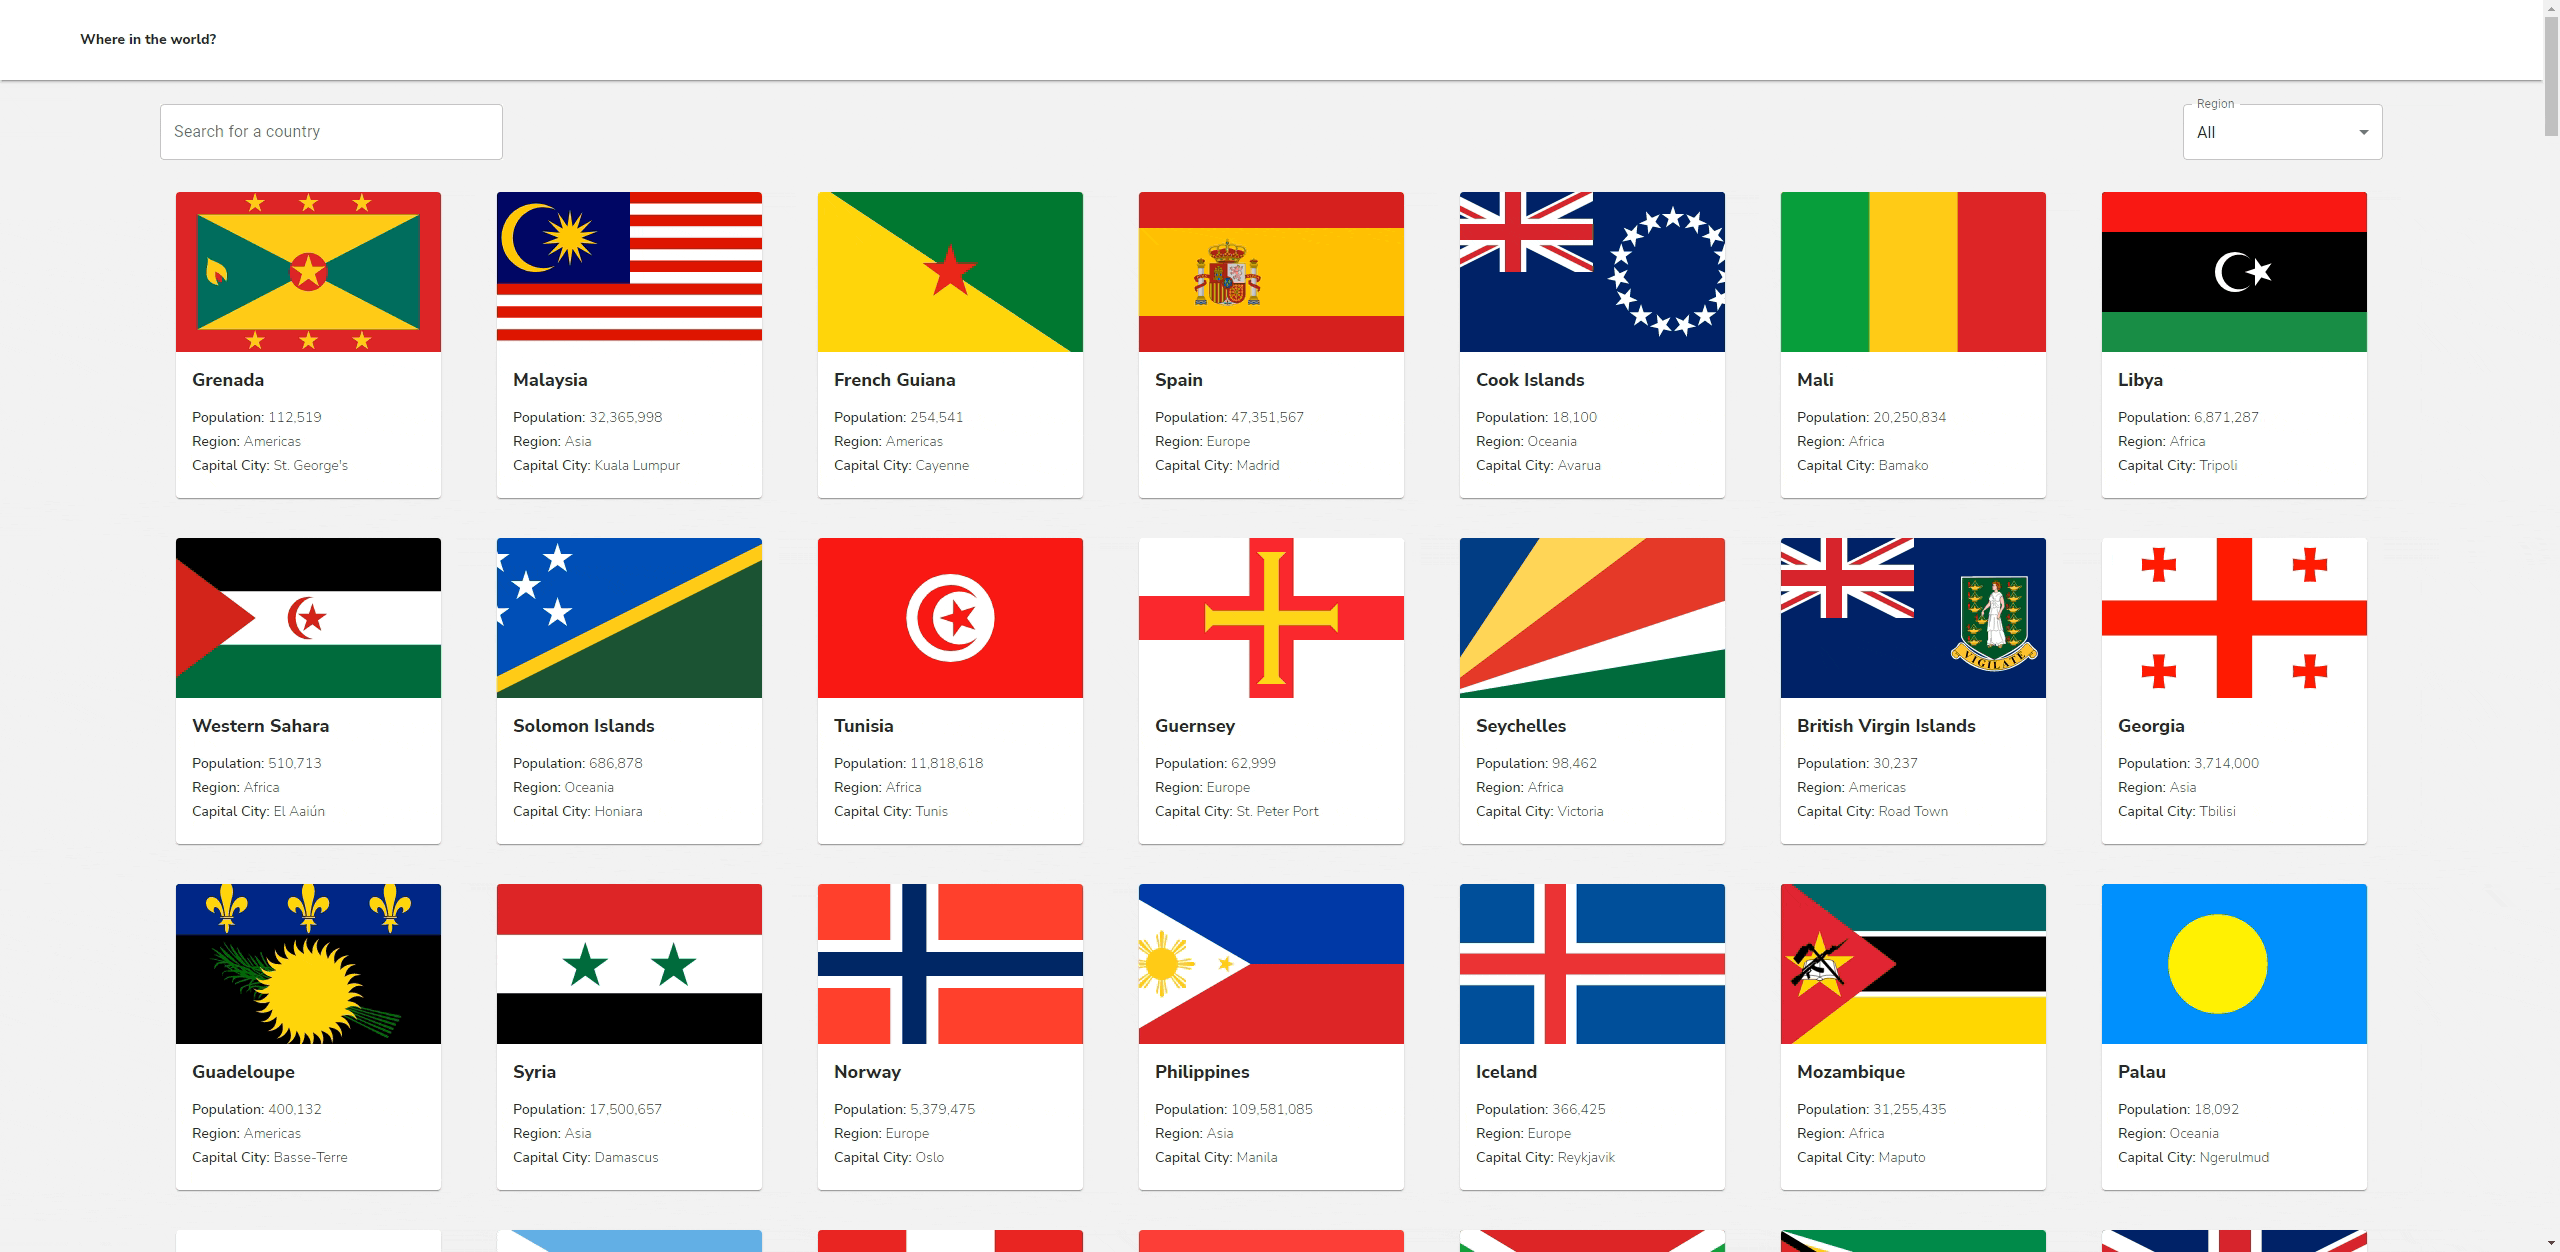 Where in the world?
Search for a country
Region
All
Grenada
Population: 112,519
Region: Americas
Capital City: St. George's
Malaysia
Population: 32,365,998
Region: Asia
Capital City: Kuala Lumpur
French Guiana
Population: 254,541
Region: Americas
Capital City: Cayenne
Spain
Population: 47,351,567
Region: Europe
Capital City: Madrid
Cook Islands
Population: 18,100
Region: Oceania
Capital City: Avarua
Mali
Population: 20,250,834
Region: Africa
Capital City: Bamako
Libya
Population: 6,871,287
Region: Africa
Capital City: Tripoli
Western Sahara
Population: 510,713
Region: Africa
Capital City: El Aaiún
Solomon Islands
Population: 686,878
Region: Oceania
Capital City: Honiara
Tunisia
Population: 11,818,618
Region: Africa
Capital City: Tunis
Guernsey
Population: 62,999
Region: Europe
Capital City: St. Peter Port
Seychelles
Population: 98,462
Region: Africa
Capital City: Victoria
VIGILATE
British Virgin Islands
Population: 30,237
Region: Americas
Capital City: Road Town
Georgia
Population: 3,714,000
Region: Asia
Capital City: Tbilisi
Guadeloupe
Population: 400,132
Region: Americas
Capital City: Basse-Terre
Syria
Population: 17,500,657
Region: Asia
Capital City: Damascus
Norway
Population: 5,379,475
Region: Europe
Capital City: Oslo
Philippines
Population: 109,581,085
Region: Asia
Capital City: Manila
Iceland
Population: 366,425
Region: Europe
Capital City: Reykjavik
Mozambique
Population: 31,255,435
Region: Africa
Capital City: Maputo
Palau
Population: 18,092
Region: Oceania
Capital City: Ngerulmud